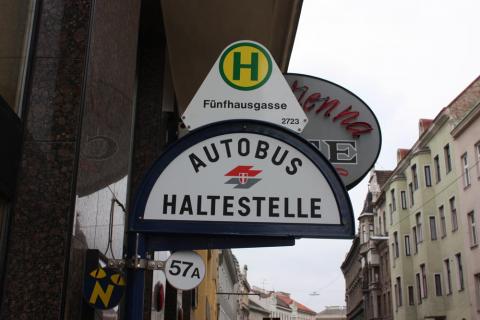 H
Fünfhausgasse
2723
AUTOBUS
HALTESTELLE
57A
N